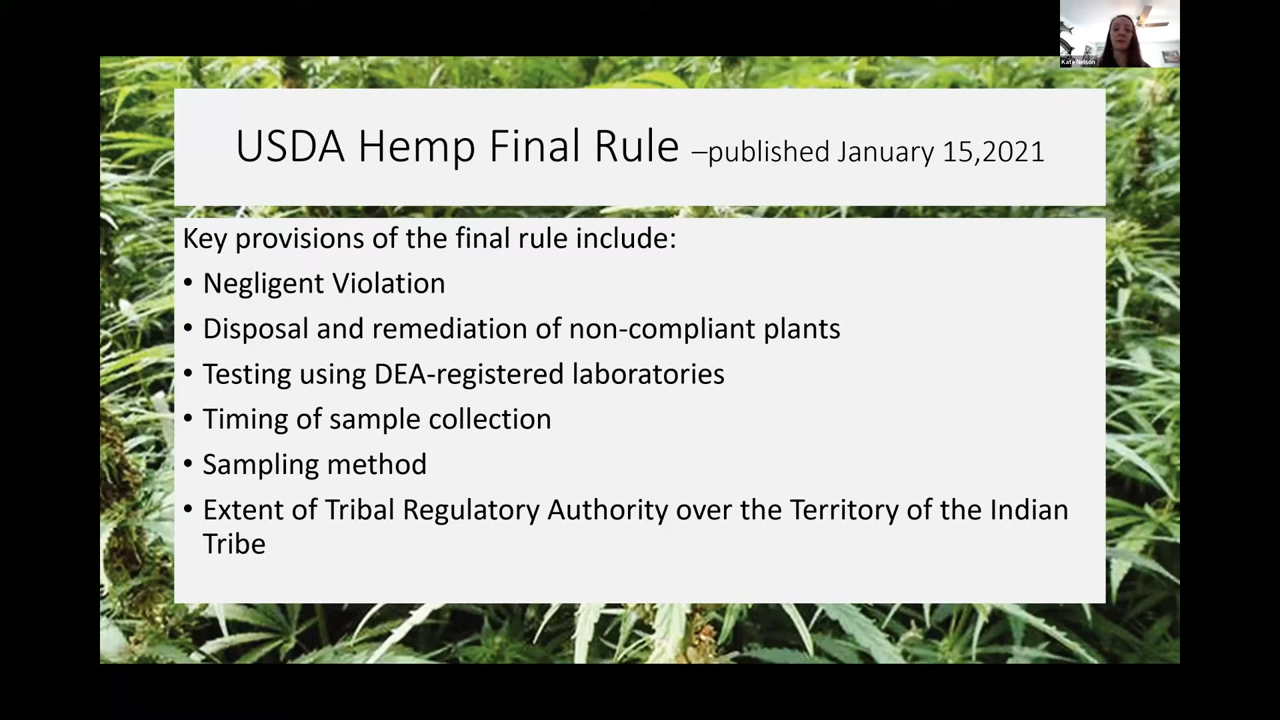 Kate Nelson
USDA Hemp Final Rule –published January 15,2021
Key provisions of the final rule include:
• Negligent Violation
• Disposal and remediation of non-compliant plants
• Testing using DEA-registered laboratories
• Timing of sample collection
• Sampling method
• Extent of Tribal Regulatory Authority over the Territory of the Indian
Tribe